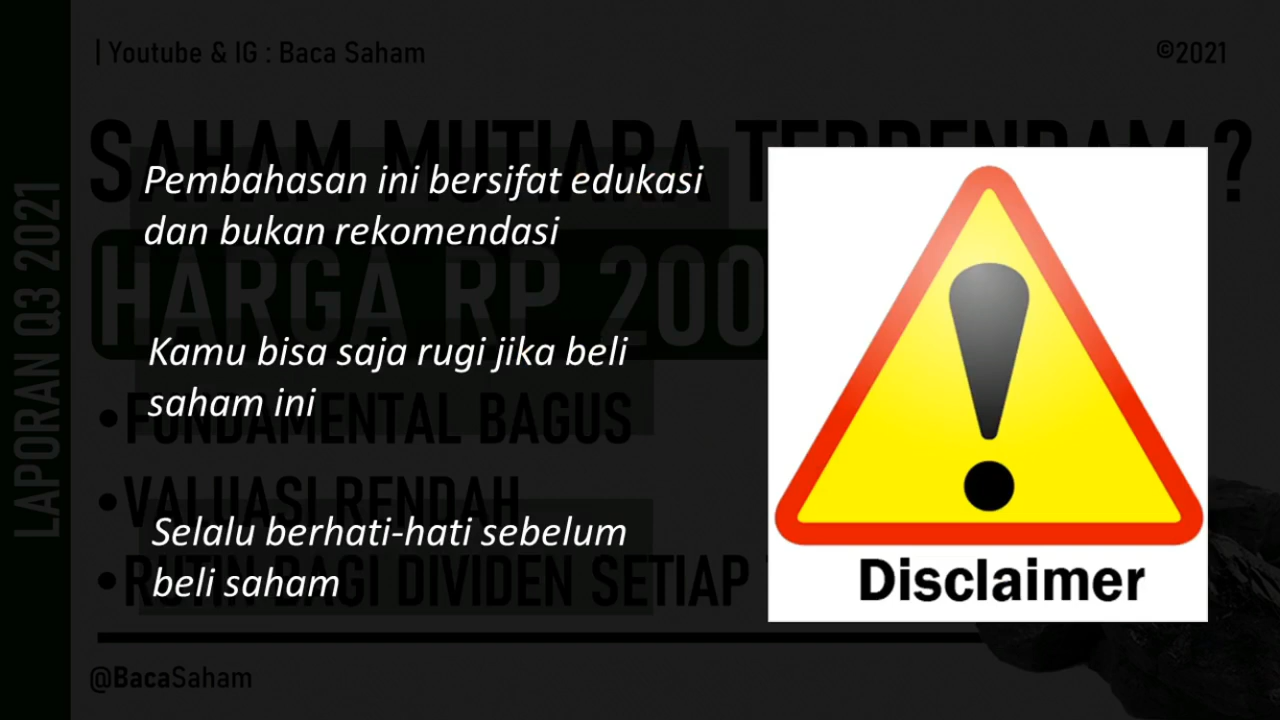 | Youtube & IG : Baca Saham
©2021
SAHAM MUTIARA TERPENDAM ?
Pembahasan ini bersifat edukasi
dan bukan rekomendasi
HARGA RP 200
Kamu bisa saja rugi jika beli
saham ini
•FUNDAMENTAL BAGUS
•VALUASI RENDAH
Selalu berhati-hati sebelum
beli saham
•RUTIN BAGI DIVIDEN SETIAP
Disclaimer
@BacaSaham
LAPORAN Q3 2021